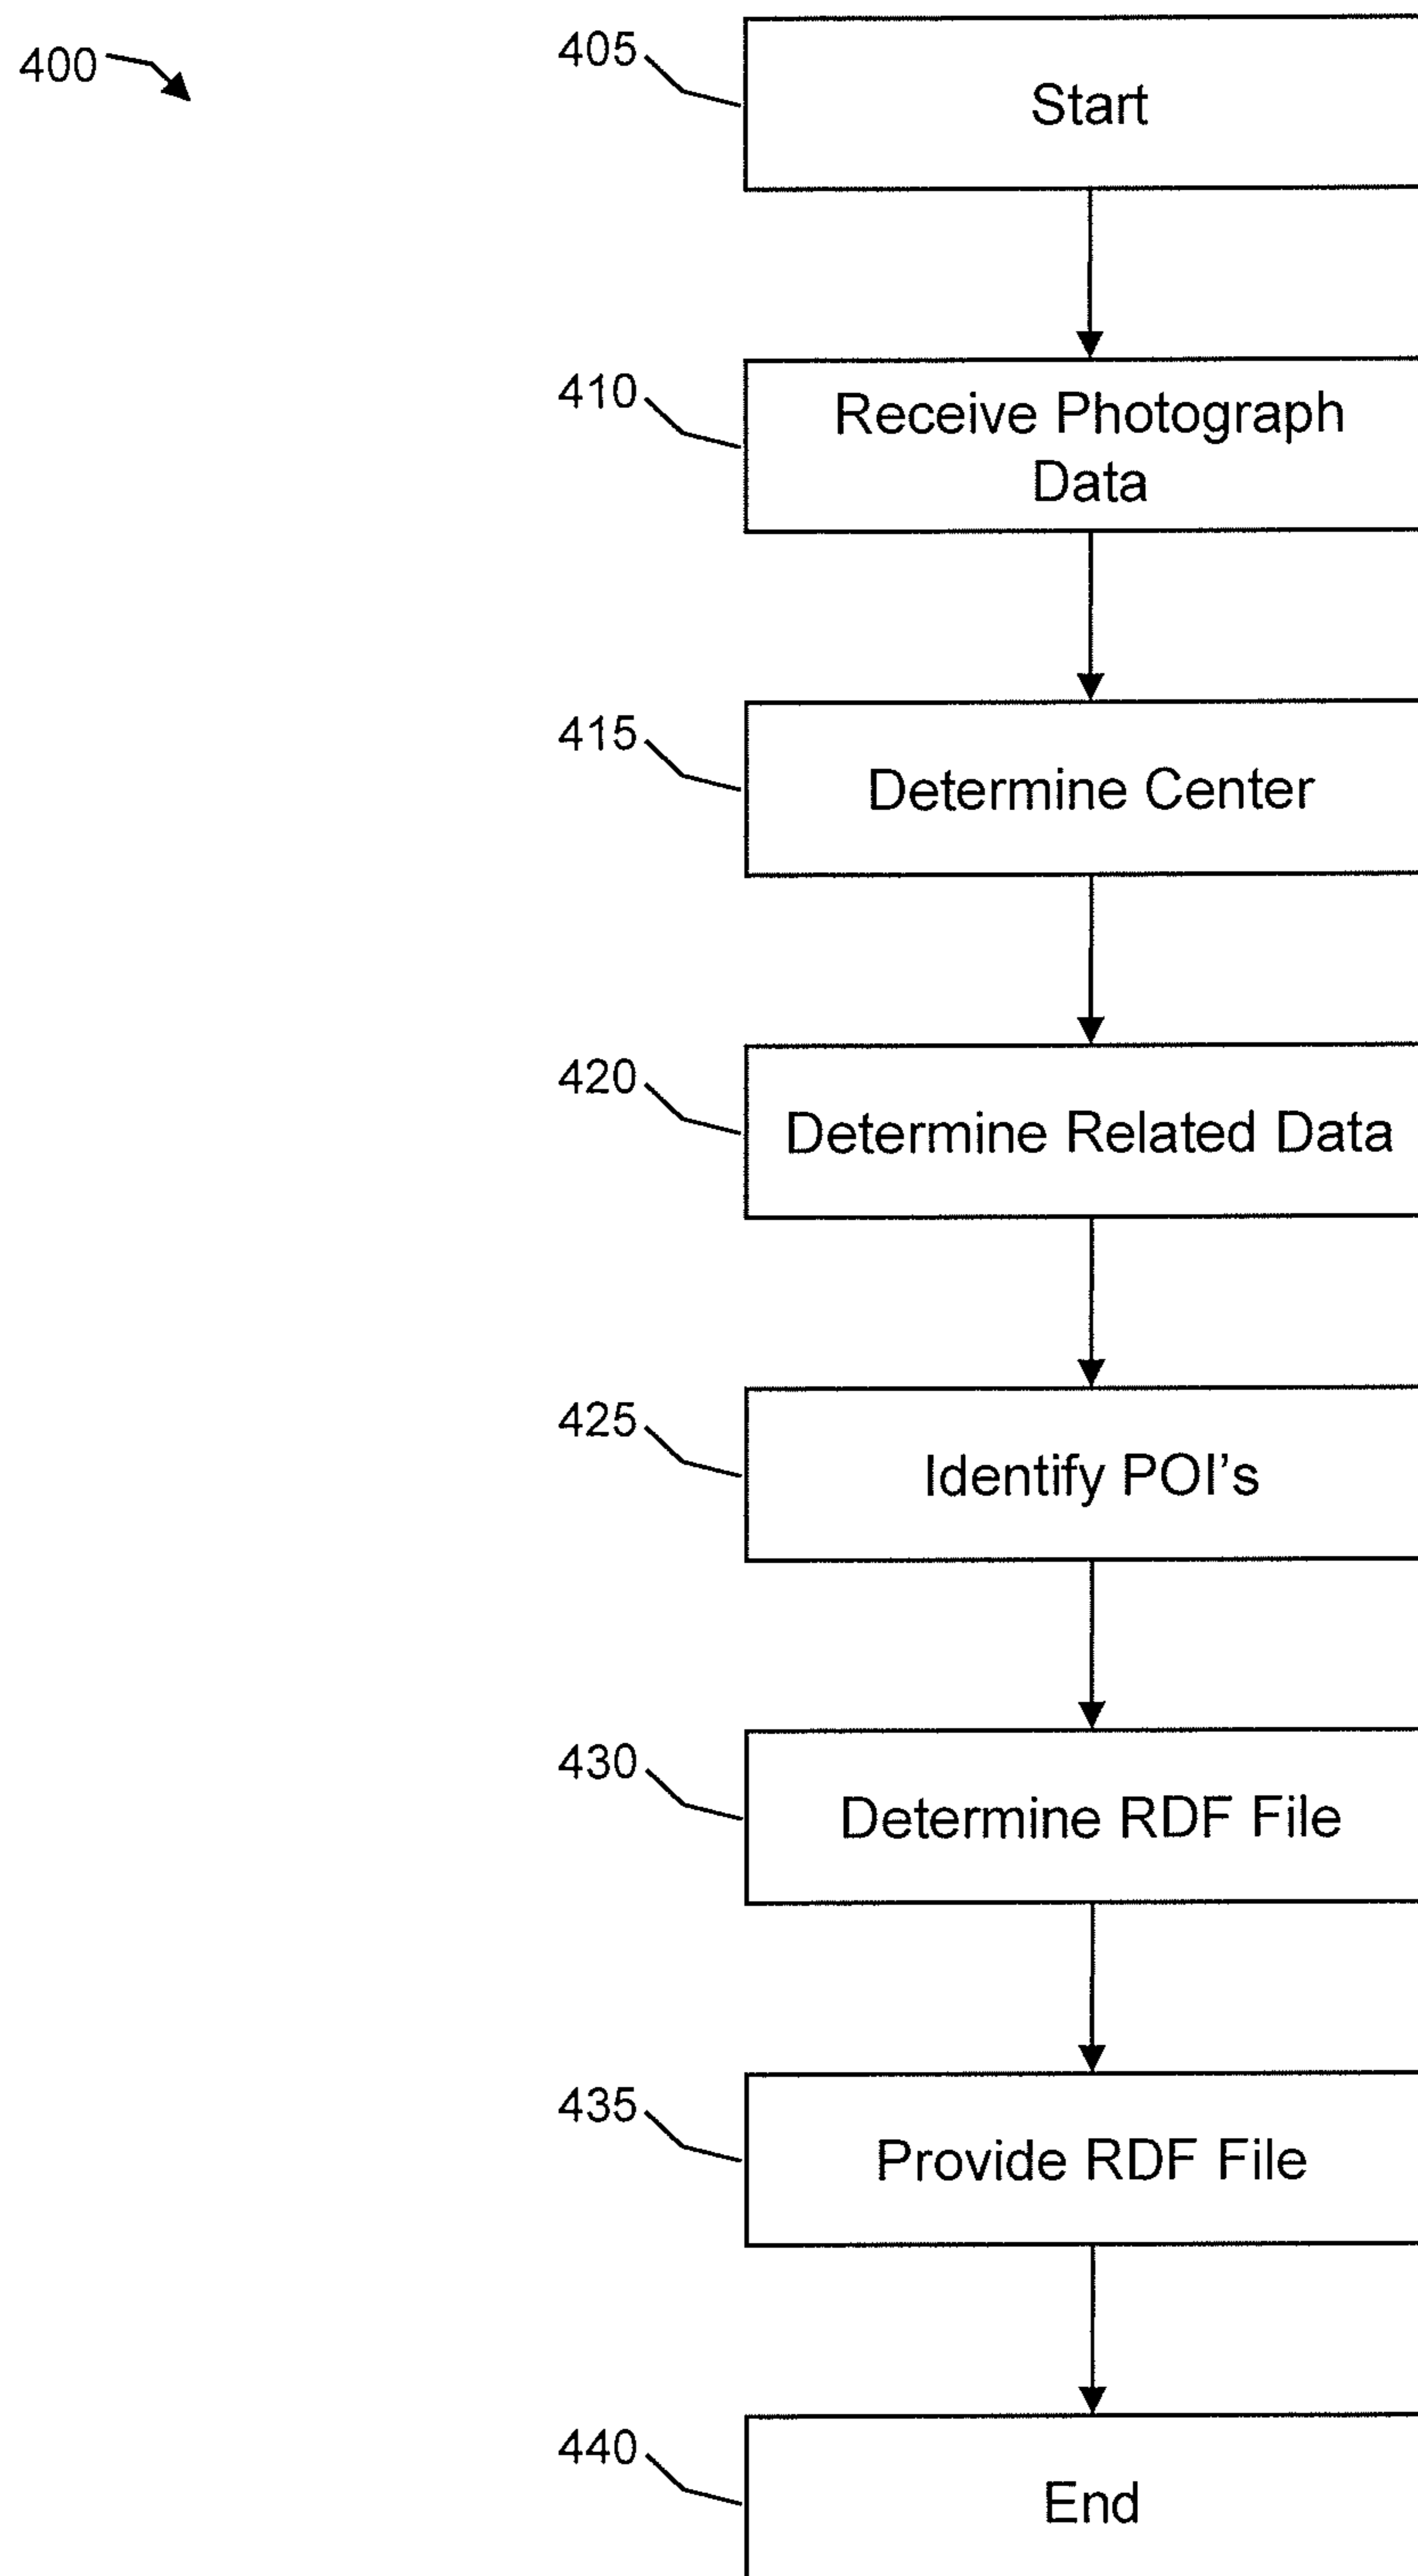 400
405
Start
410
Receive Photograph
Data
415
Determine Center
420
Determine Related Data
425
Identify POI's
430
Determine RDF File
435
Provide RDF File
440
End